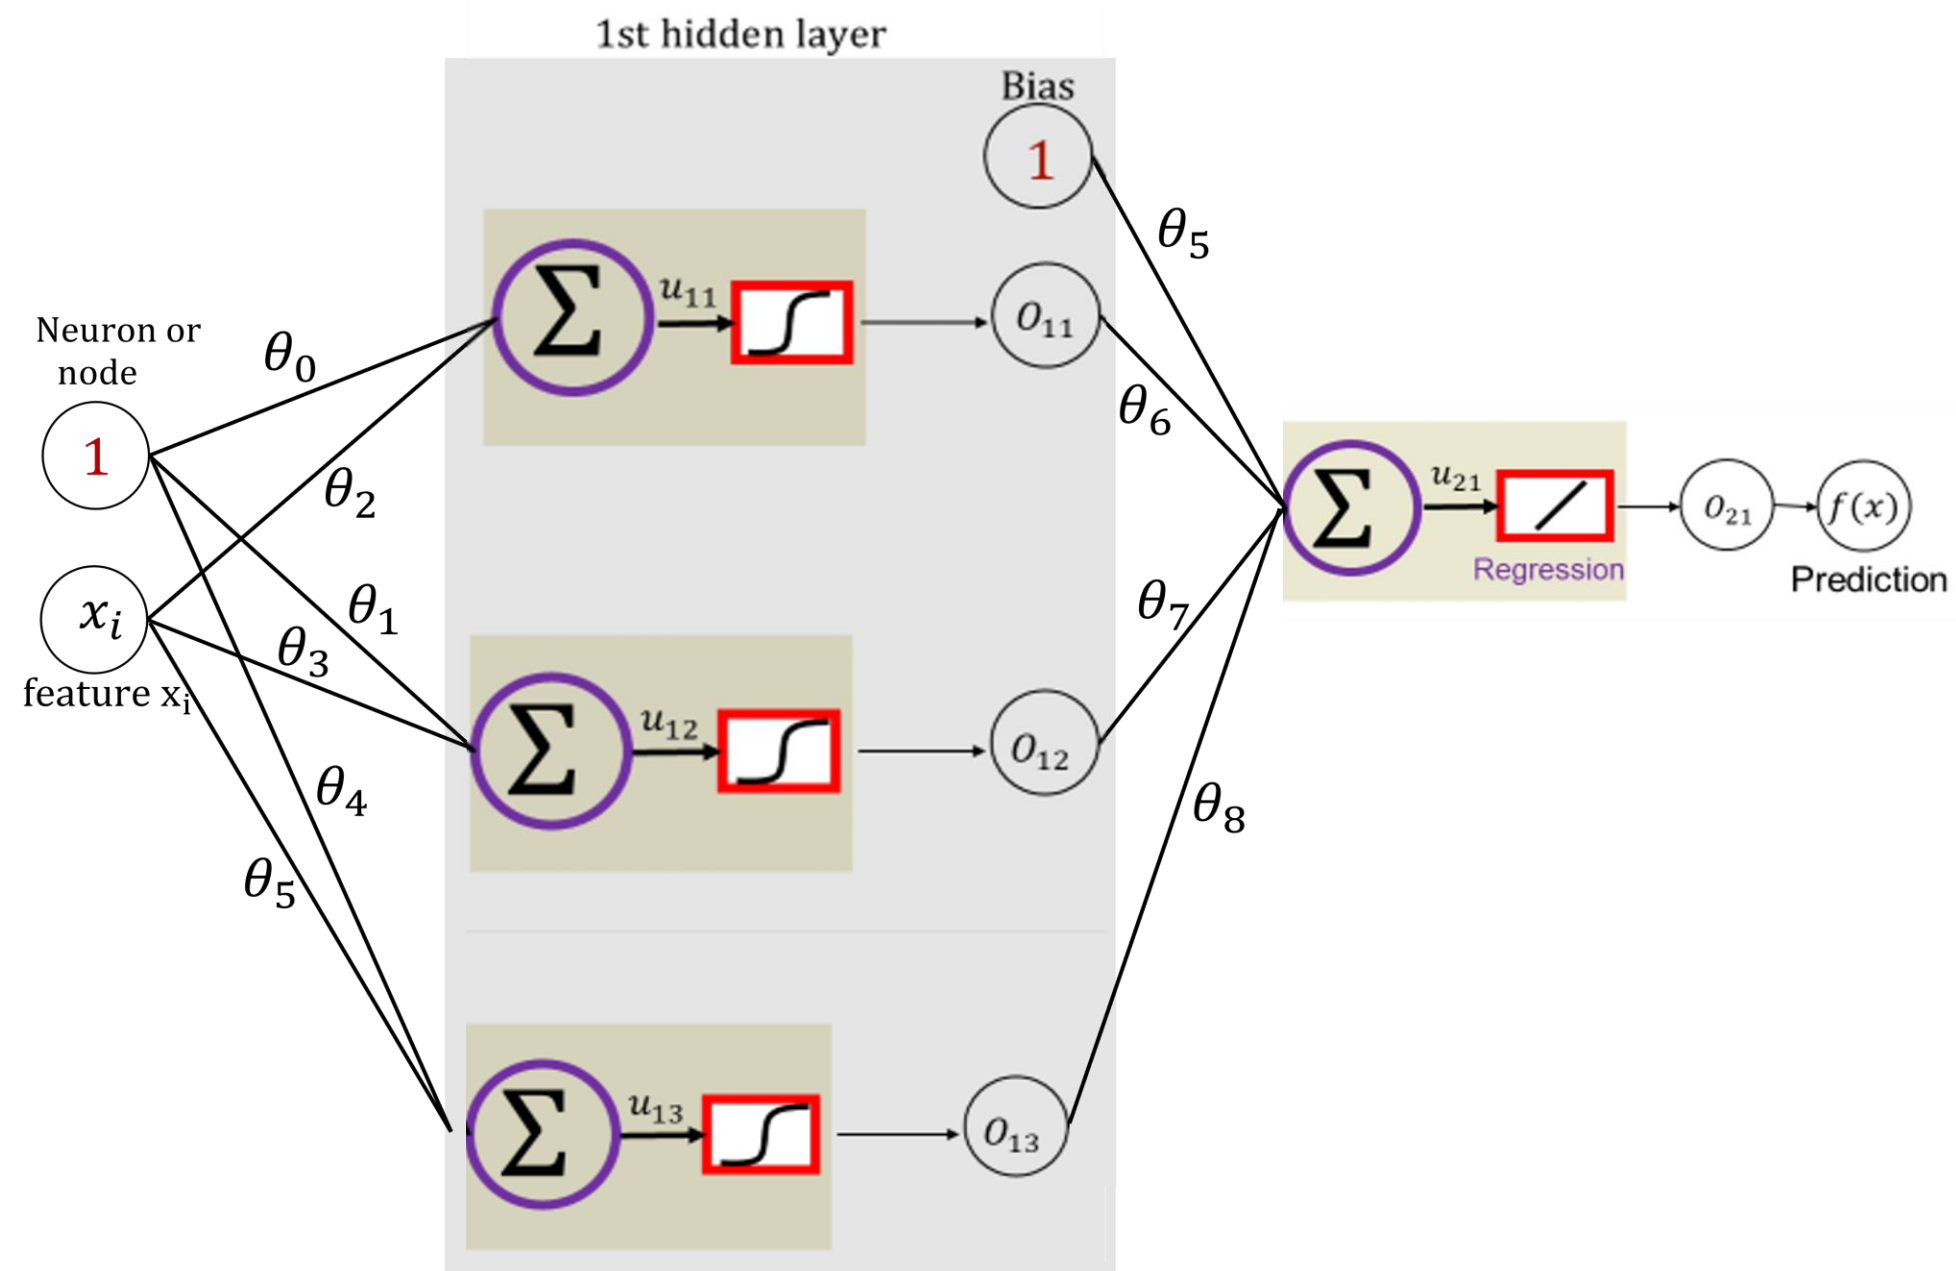 1st hidden layer
Bias
1
θ₅
Σ
u₁₁
O₁₁
Neuron or
node
θ₀
1
θ₂
θ₆
xᵢ
feature xᵢ
θ₁
θ₃
Σ
u₁₂
O₁₂
θ₇
Σ
u₂₁
Regression
O₂₁
f(x)
Prediction
θ₄
θ₅
θ₈
Σ
u₁₃
O₁₃